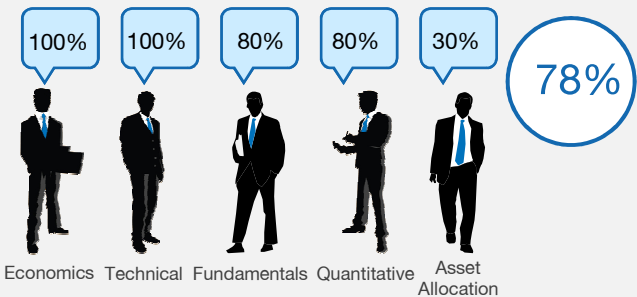 100%
100%
80%
80%
30%
78%
Economics
Technical
Fundamentals
Quantitative
Asset
Allocation